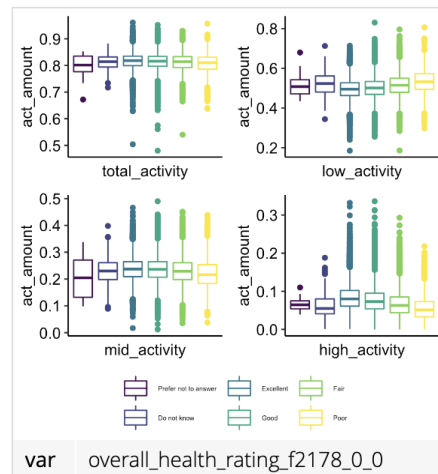 act_amount
0.9
0.8
0.7
0.6
0.5
total_activity
act_amount
0.8
0.6
0.4
0.2
low_activity
act_amount
0.5
0.4
0.3
0.2
0.1
0.0
mid_activity
act_amount
0.3
0.2
0.1
0.0
high_activity
Prefer not to answer Excellent Fair
Do not know Good Poor
var overall_health_rating_f2178_0_0